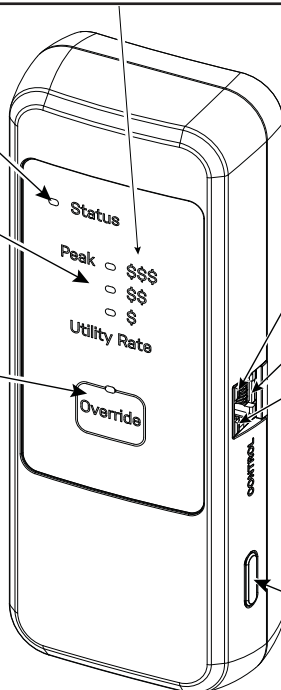 Status
Peak $$$
$$
$
Utility Rate
Override
CONTROL